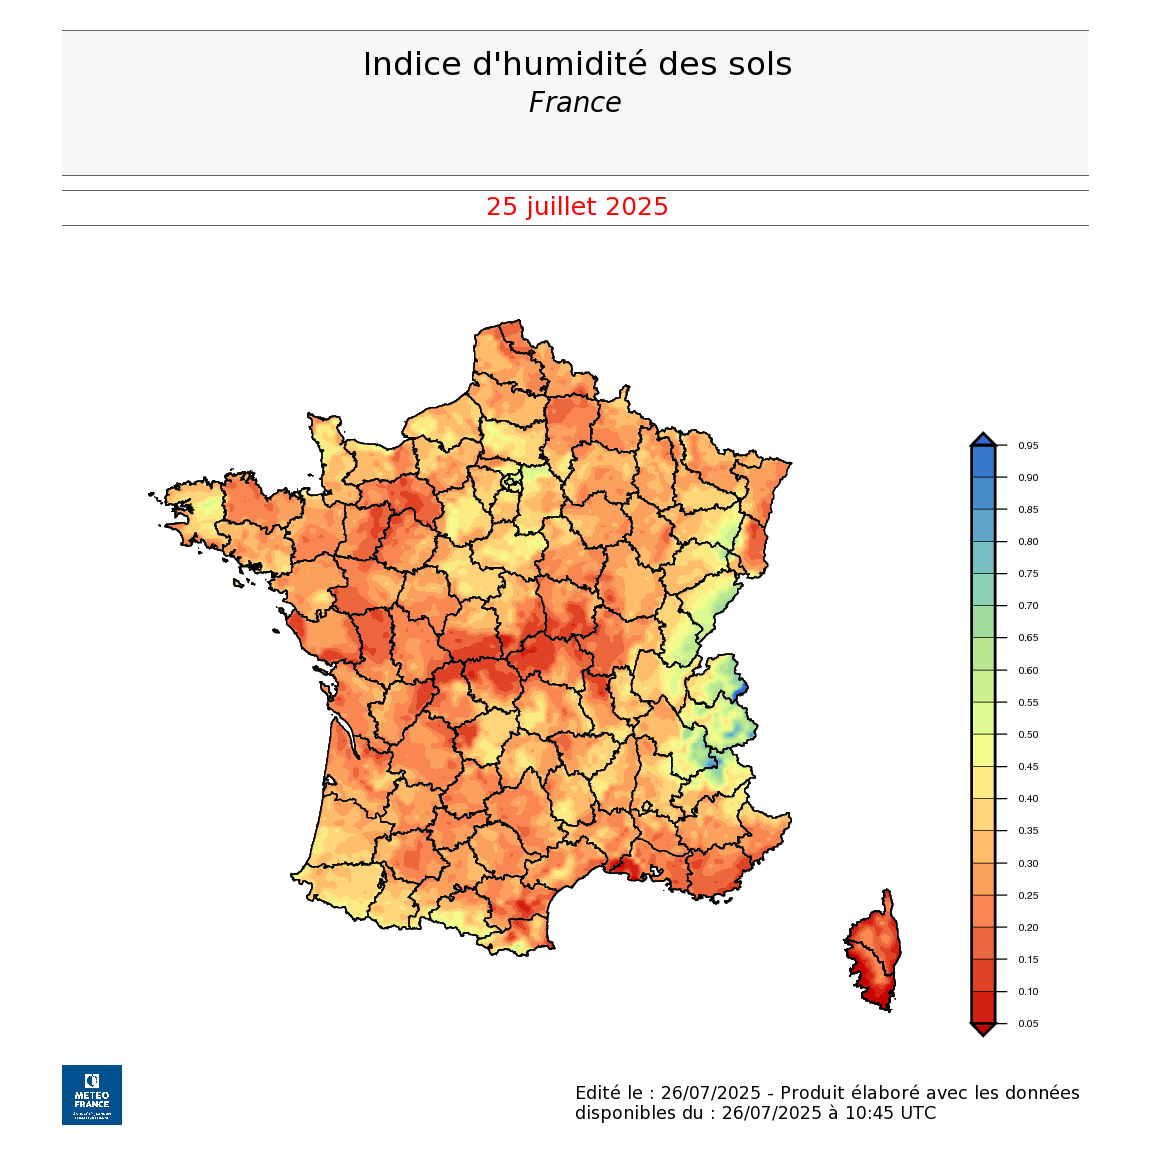 Indice d'humidité des sols
France
25 juillet 2025
0.95
0.90
0.85
0.80
0.75
0.70
0.65
0.60
0.55
0.50
0.45
0.40
0.35
0.30
0.25
0.20
0.15
0.10
0.05
METEO
FRANCE
Edité le : 26/07/2025 - Produit élaboré avec les données
disponibles du : 26/07/2025 à 10:45 UTC